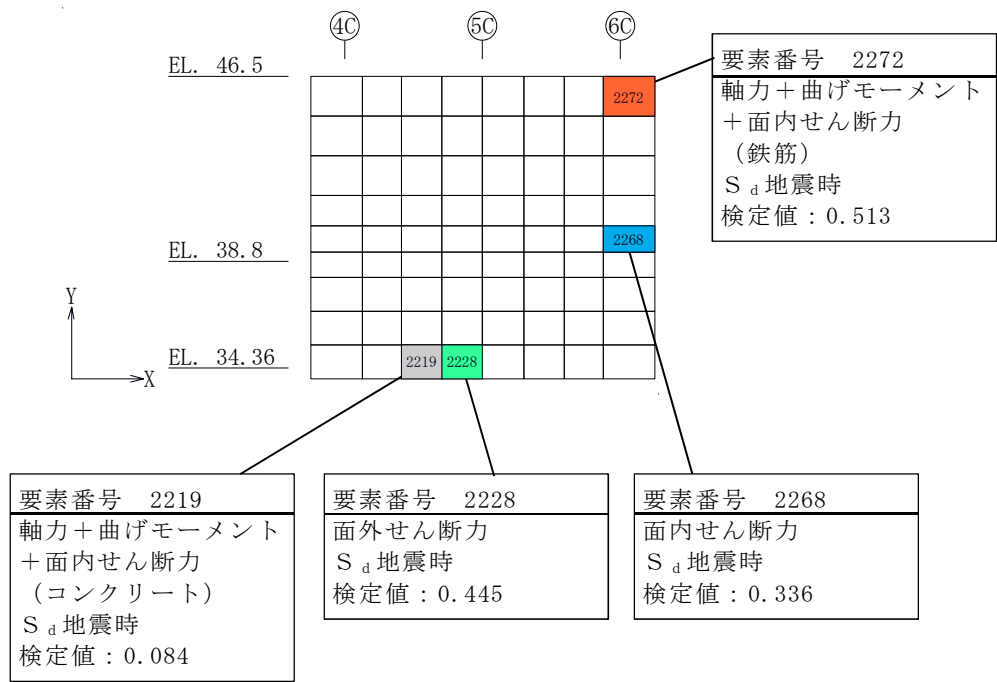 4C 5C 6C
EL. 46.5
2272
要素番号 2272
軸力＋曲げモーメント
＋面内せん断力
（鉄筋）
Ｓd地震時
検定値：0.513
EL. 38.8
2268
Y
X
EL. 34.36
2219 2228
要素番号 2219
軸力＋曲げモーメント
＋面内せん断力
（コンクリート）
Ｓd地震時
検定値：0.084
要素番号 2228
面外せん断力
Ｓd地震時
検定値：0.445
要素番号 2268
面内せん断力
Ｓd地震時
検定値：0.336